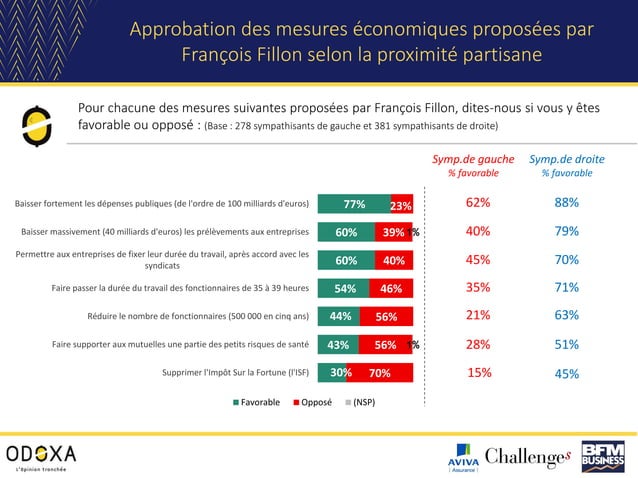 Approbation des mesures économiques proposées par
François Fillon selon la proximité partisane
Pour chacune des mesures suivantes proposées par François Fillon, dites-nous si vous y êtes
favorable ou opposé : (Base : 278 sympathisants de gauche et 381 sympathisants de droite)
Symp.de gauche Symp.de droite
% favorable % favorable
Baisser fortement les dépenses publiques (de l'ordre de 100 milliards d'euros) 77% 23% 62% 88%
Baisser massivement (40 milliards d'euros) les prélèvements aux entreprises 60% 39% 1% 40% 79%
Permettre aux entreprises de fixer leur durée du travail, après accord avec les
syndicats 60% 40% 45% 70%
Faire passer la durée du travail des fonctionnaires de 35 à 39 heures 54% 46% 35% 71%
Réduire le nombre de fonctionnaires (500 000 en cinq ans) 44% 56% 21% 63%
Faire supporter aux mutuelles une partie des petits risques de santé 43% 56% 1% 28% 51%
Supprimer l'Impôt Sur la Fortune (l'ISF) 30% 70% 15% 45%
Favorable Opposé (NSP)
ODOXA
L'opinion tranchée
AVIVA
Assurance
Challenges
BFM
BUSINESS